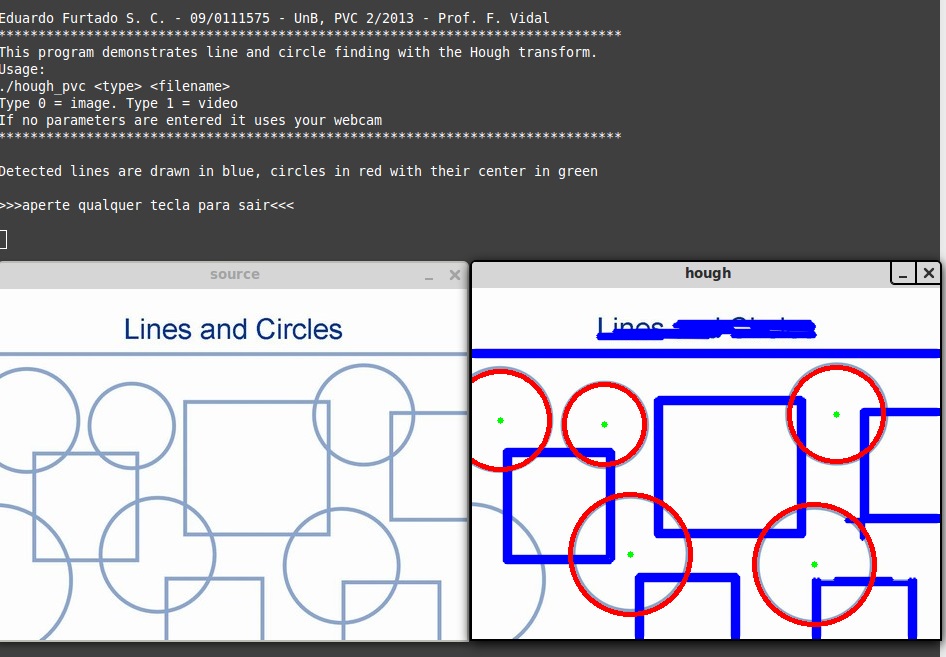 Eduardo Furtado S. C. - 09/0111575 - UnB, PVC 2/2013 - Prof. F. Vidal
*******************************************************************************
This program demonstrates line and circle finding with the Hough transform.
Usage:
./hough_pvc <type> <filename>
Type 0 = image. Type 1 = video
If no parameters are entered it uses your webcam
*******************************************************************************
Detected lines are drawn in blue, circles in red with their center in green
>>>aperte qualquer tecla para sair<<<
source
hough
Lines and Circles
Lines